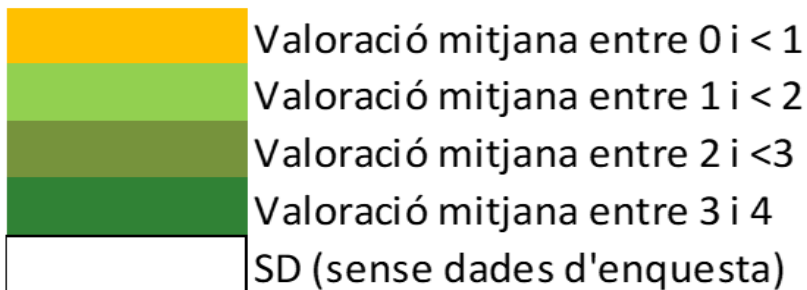 Valoració mitjana entre 0 i < 1
Valoració mitjana entre 1 i < 2
Valoració mitjana entre 2 i <3
Valoració mitjana entre 3 i 4
SD (sense dades d'enquesta)